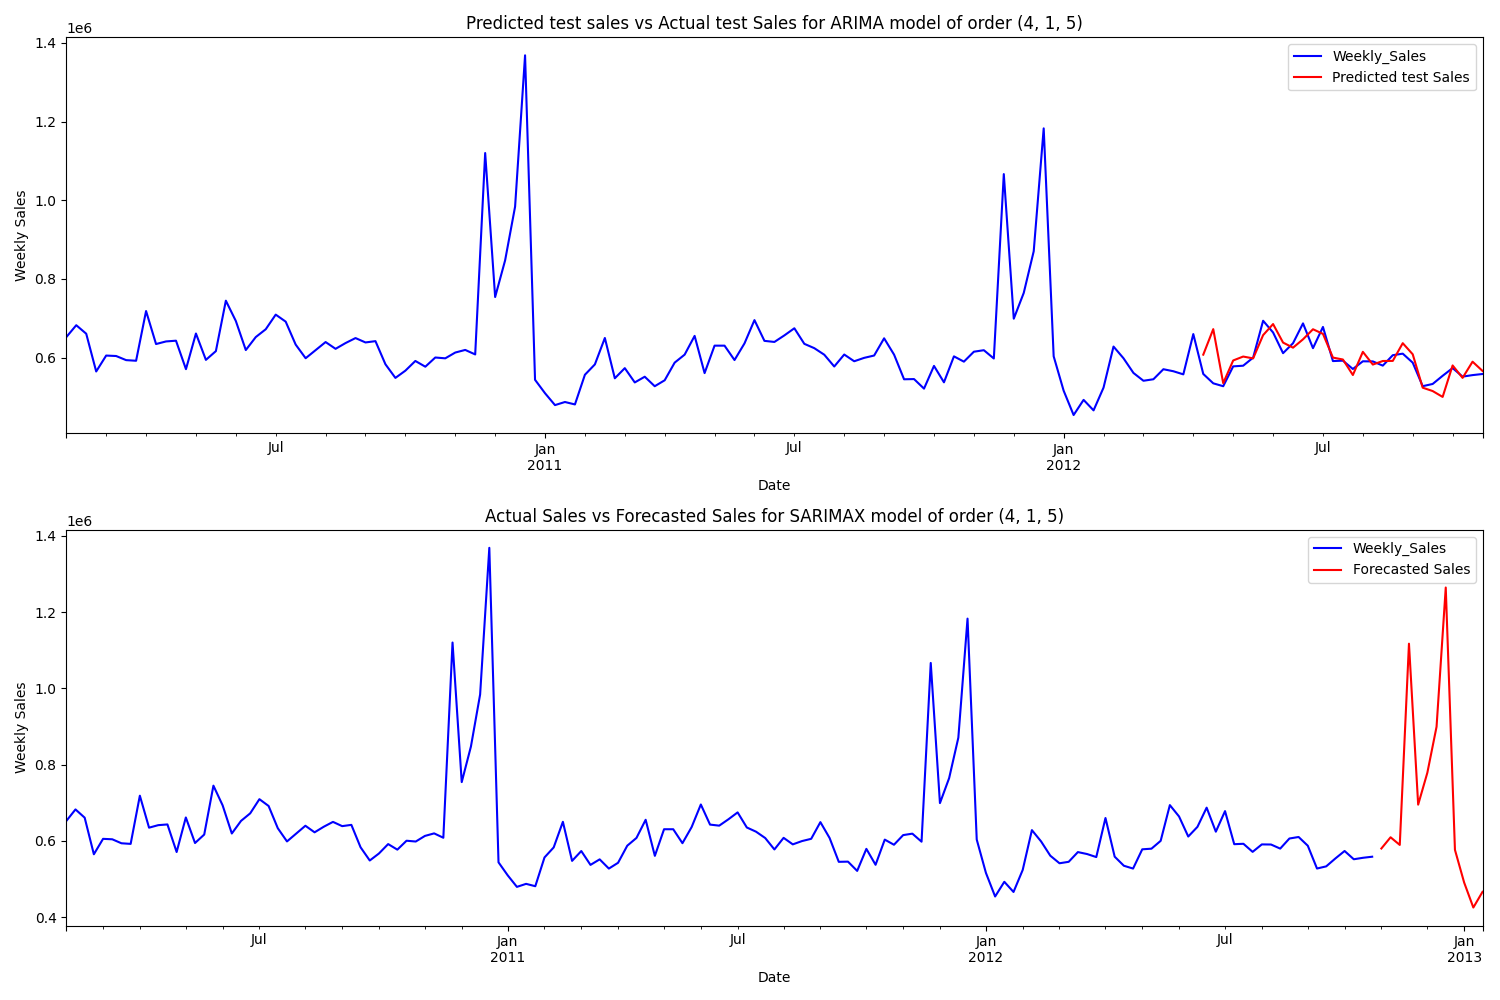 Predicted test sales vs Actual test Sales for ARIMA model of order (4, 1, 5)
1e6
1.4
1.2
1.0
0.8
0.6
Weekly Sales
Weekly_Sales
Predicted test Sales
Jul
Jan
2011
Jul
Jan
2012
Jul
Date
Actual Sales vs Forecasted Sales for SARIMAX model of order (4, 1, 5)
1e6
1.4
1.2
1.0
0.8
0.6
0.4
Weekly Sales
Weekly_Sales
Forecasted Sales
Jul
Jan
2011
Jul
Jan
2012
Jul
Jan
2013
Date